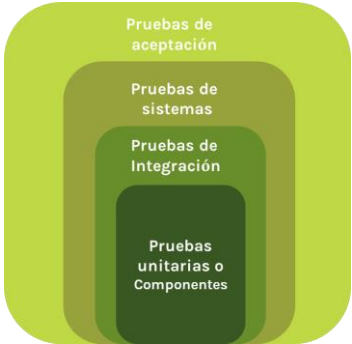 Pruebas de
aceptación
Pruebas de
sistemas
Pruebas de
Integración
Pruebas
unitarias o
Componentes